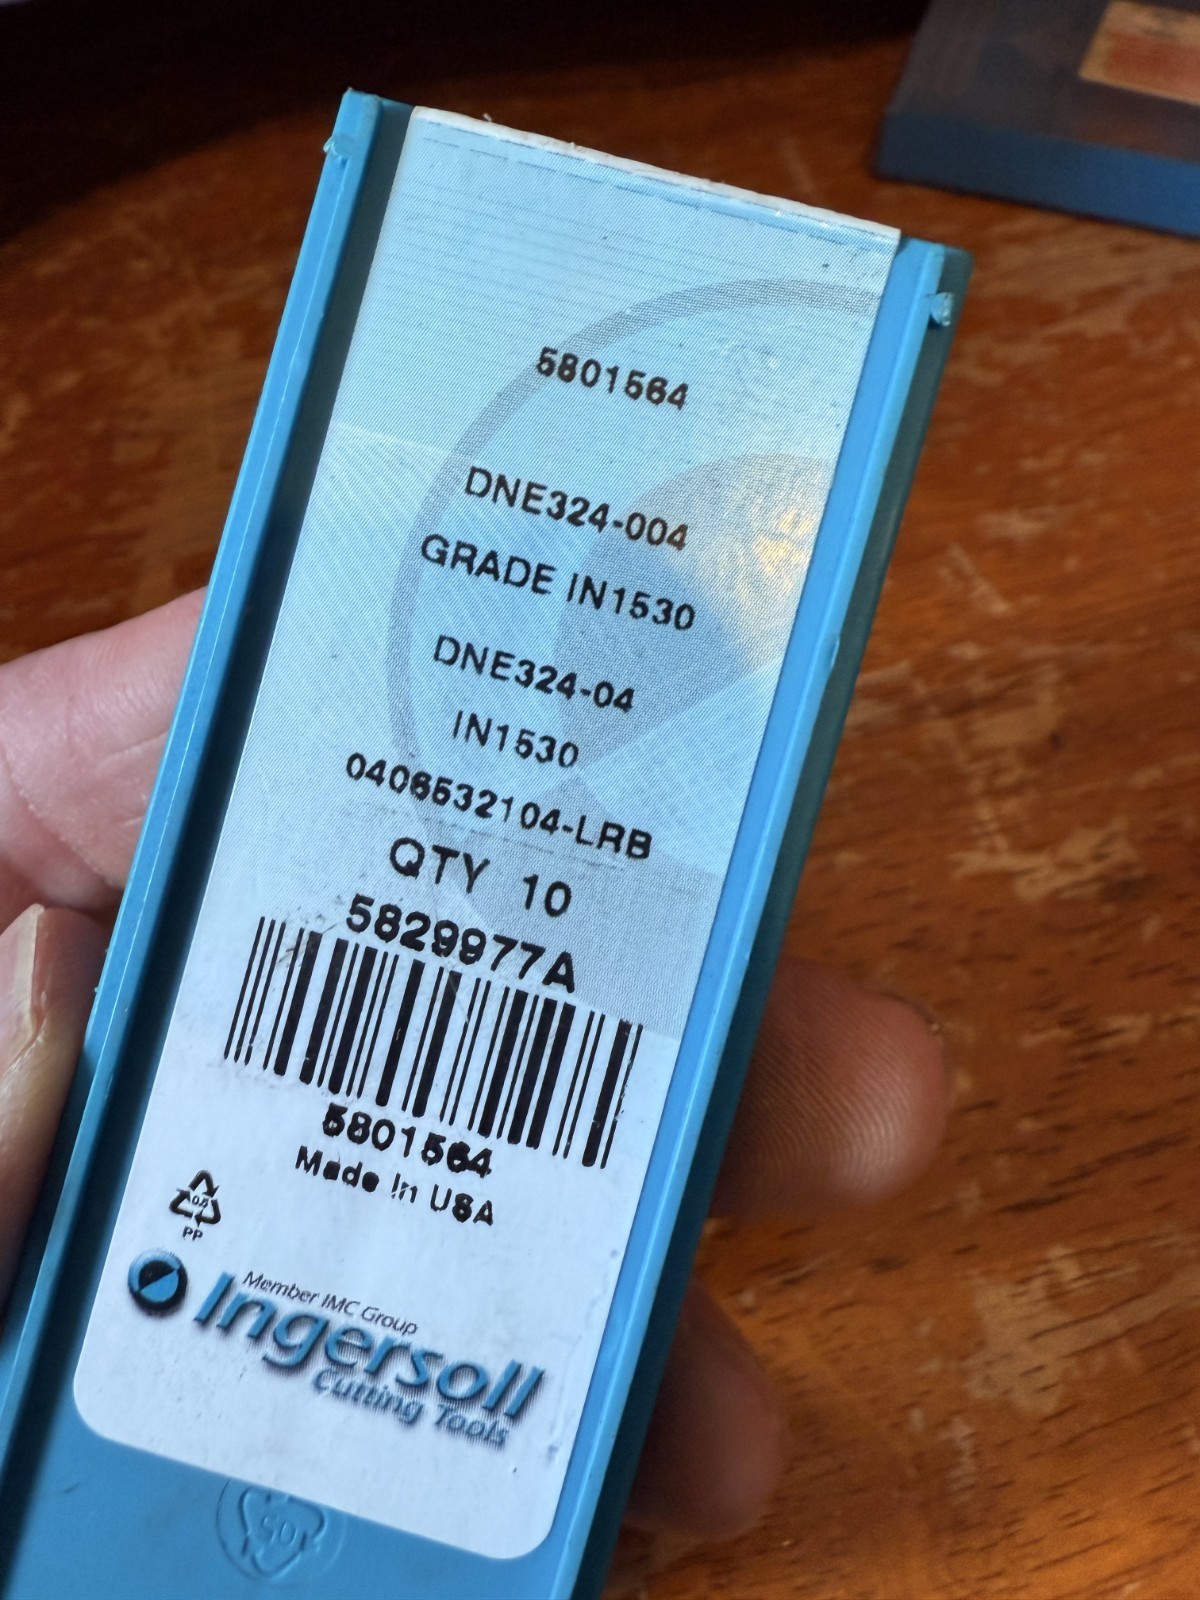 5801564
DNE324-004
GRADE IN1530
DNE324-04
IN1530
0406532104-LRB
QTY 10
5829977A
5801564
Made In USA
PP
Member IMC Group
Ingersoll
Cutting Tools